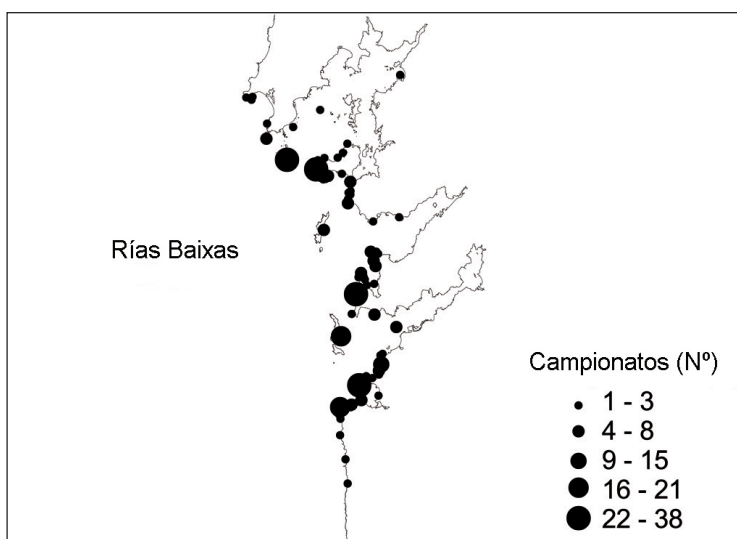 Rías Baixas
Campionatos (Nº)
1 - 3
4 - 8
9 - 15
16 - 21
22 - 38